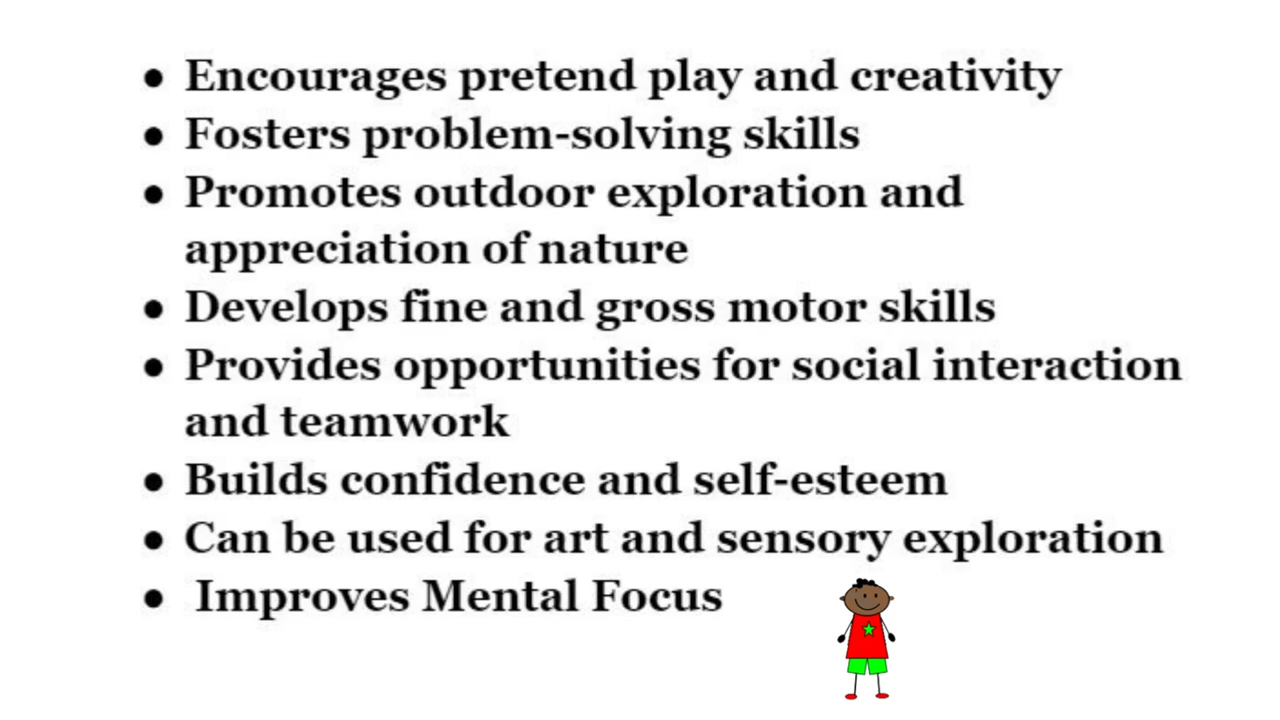 ● Encourages pretend play and creativity
● Fosters problem-solving skills
● Promotes outdoor exploration and
appreciation of nature
● Develops fine and gross motor skills
● Provides opportunities for social interaction
and teamwork
● Builds confidence and self-esteem
● Can be used for art and sensory exploration
● Improves Mental Focus